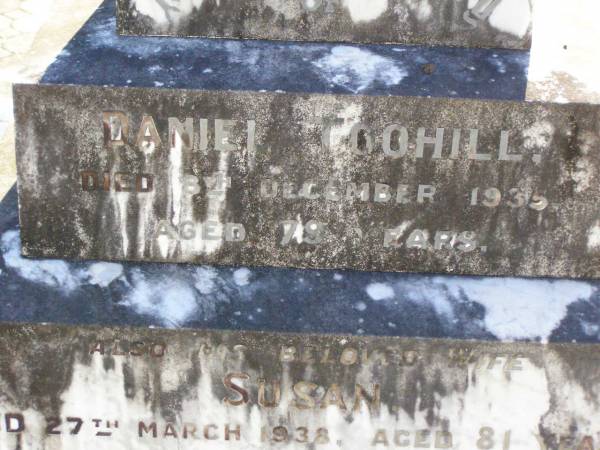 DANIEL TOOHILL.
DIED 8TH DECEMBER 1935
AGED 79 YEARS.
ALSO HIS BELOVED WIFE
SUSAN
D 27TH MARCH 1938. AGED 81 YEA